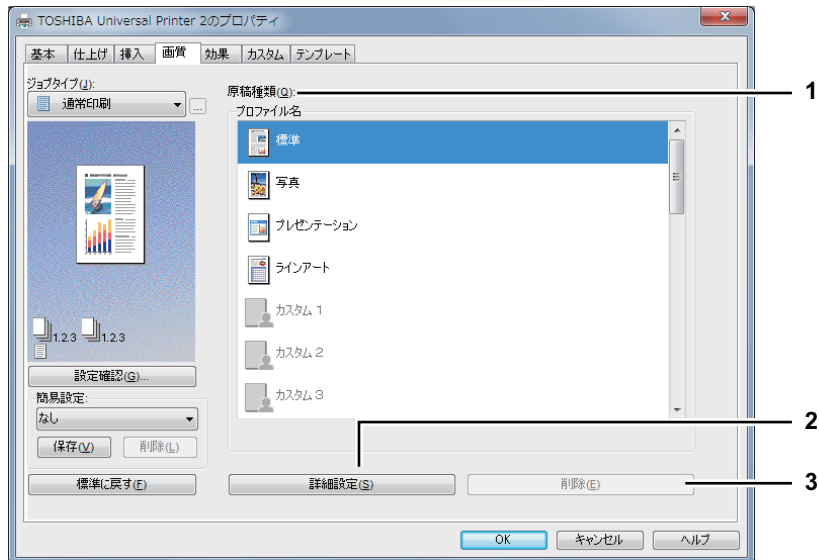 TOSHIBA Universal Printer 2のプロパティ
基本 仕上げ 挿入 画質 効果 カスタム テンプレート
ジョブタイプ(J):
通常印刷
...
原稿種類(Q):
1
プロファイル名
標準
写真
プレゼンテーション
ラインアート
カスタム 1
カスタム 2
カスタム 3
1.2.3 1.2.3
設定確認(G)...
簡易設定:
なし
保存(V) 削除(L)
標準に戻す(F)
2
詳細設定(S) 削除(E)
3
OK キャンセル ヘルプ